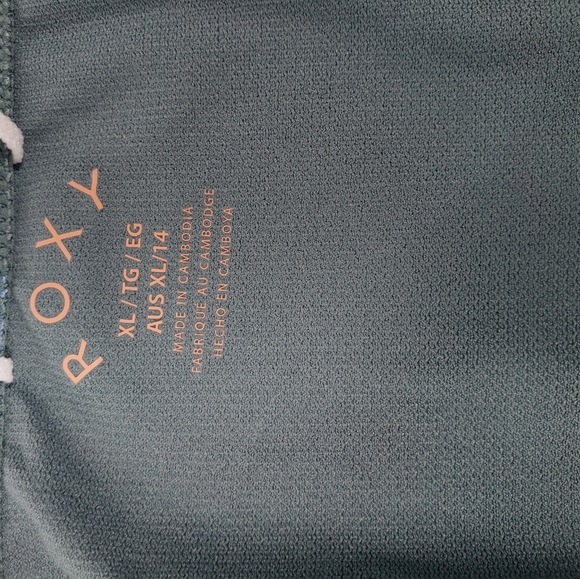 ROXY
XL / TG / EG
AUS XL/14
MADE IN CAMBODIA
FABRIQUÉ AU CAMBODGE
HECHO EN CAMBOYA